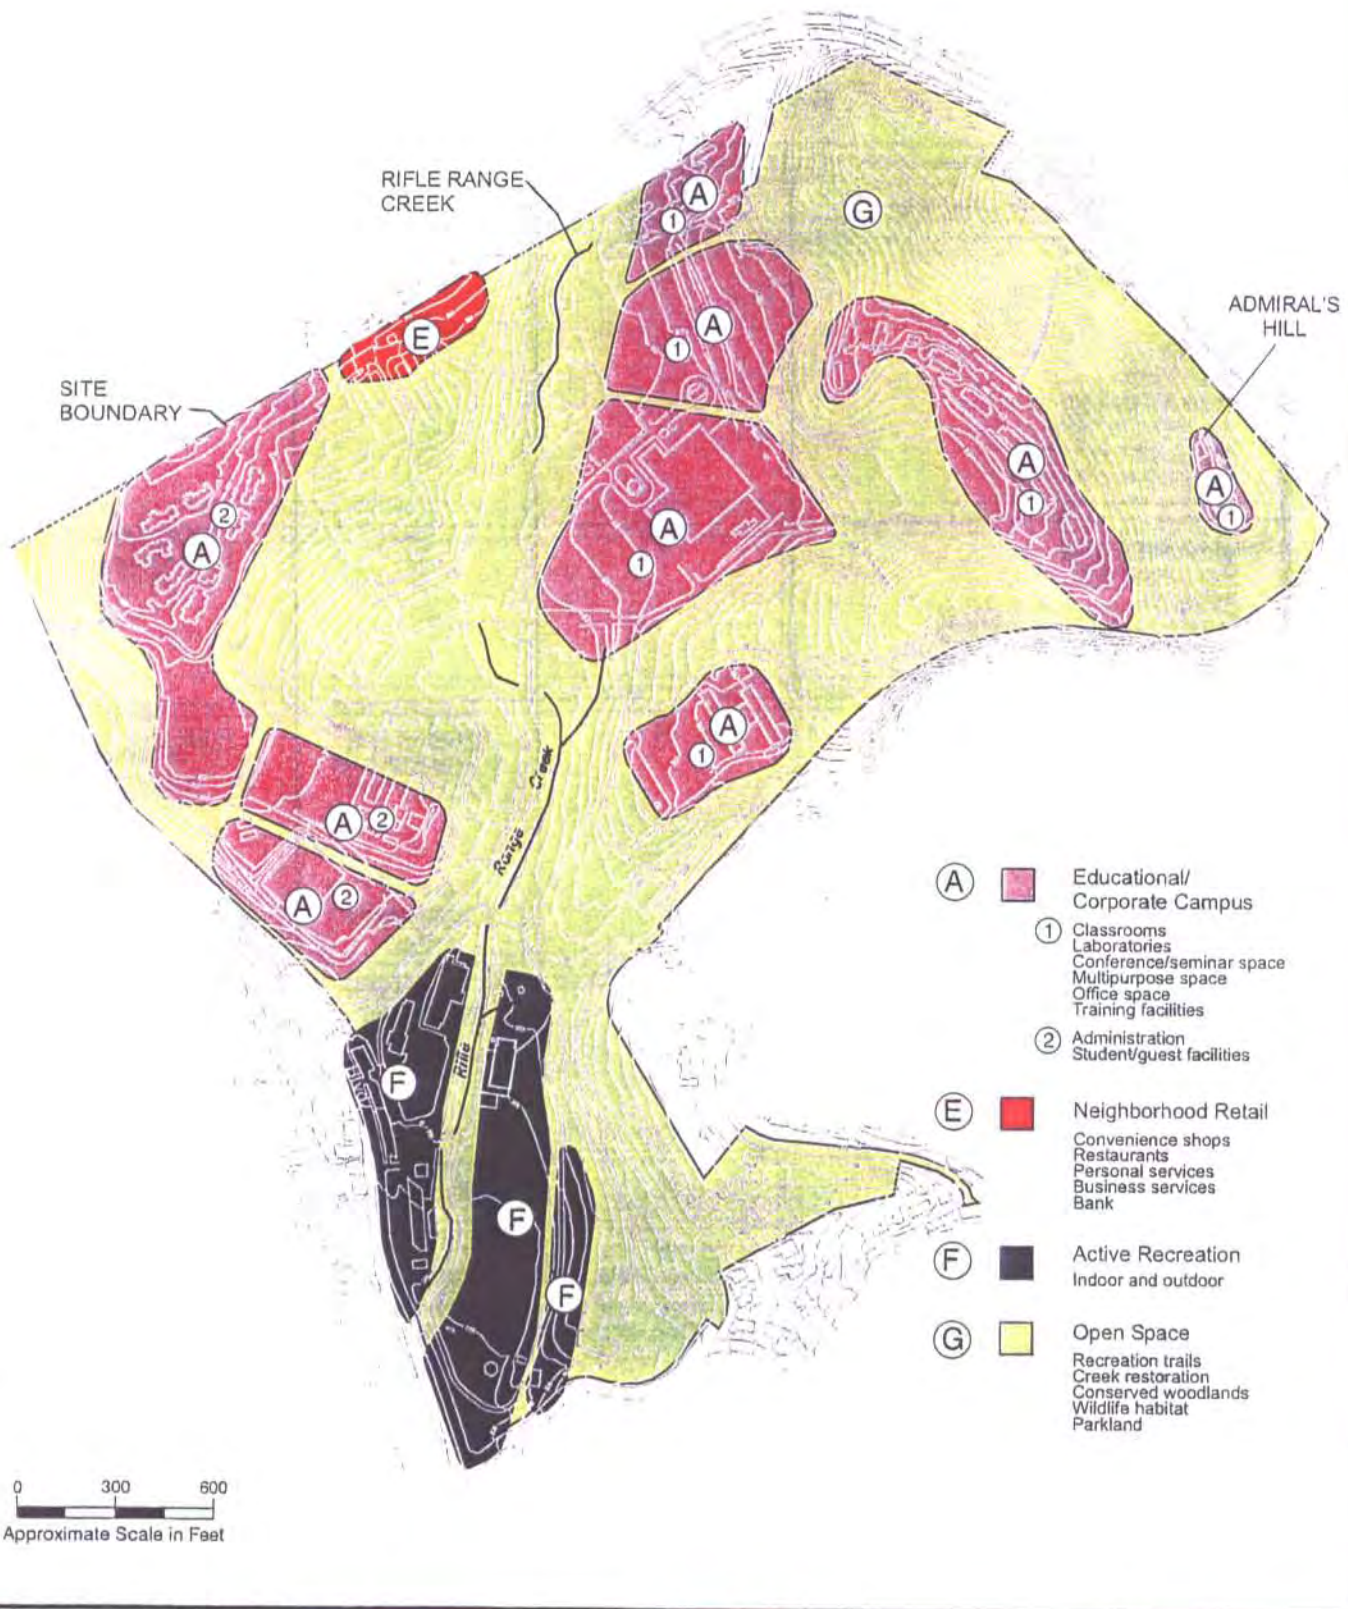 RIFLE RANGE
CREEK
A
1
G
ADMIRAL'S
HILL
E
A
1
SITE
BOUNDARY
A
1
A
1
2
A
A
1
A
1
Rifle Range Creek
A 2
A 2
F
F
F
A Educational/
Corporate Campus
1 Classrooms
Laboratories
Conference/seminar space
Multipurpose space
Office space
Training facilities
2 Administration
Student/guest facilities
E Neighborhood Retail
Convenience shops
Restaurants
Personal services
Business services
Bank
F Active Recreation
Indoor and outdoor
G Open Space
Recreation trails
Creek restoration
Conserved woodlands
Wildlife habitat
Parkland
0 300 600
Approximate Scale in Feet